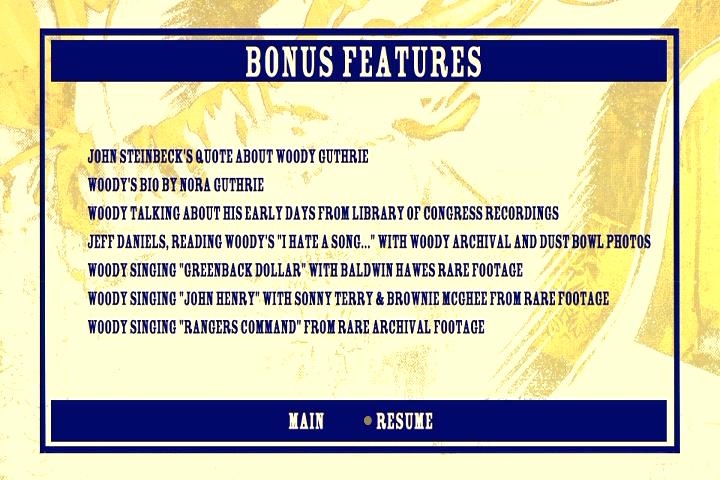 BONUS FEATURES
JOHN STEINBECK'S QUOTE ABOUT WOODY GUTHRIE
WOODY'S BIO BY NORA GUTHRIE
WOODY TALKING ABOUT HIS EARLY DAYS FROM LIBRARY OF CONGRESS RECORDINGS
JEFF DANIELS, READING WOODY'S "I HATE A SONG..." WITH WOODY ARCHIVAL AND DUST BOWL PHOTOS
WOODY SINGING "GREENBACK DOLLAR" WITH BALDWIN HAWES RARE FOOTAGE
WOODY SINGING "JOHN HENRY" WITH SONNY TERRY & BROWNIE MCGHEE FROM RARE FOOTAGE
WOODY SINGING "RANGERS COMMAND" FROM RARE ARCHIVAL FOOTAGE
MAIN RESUME